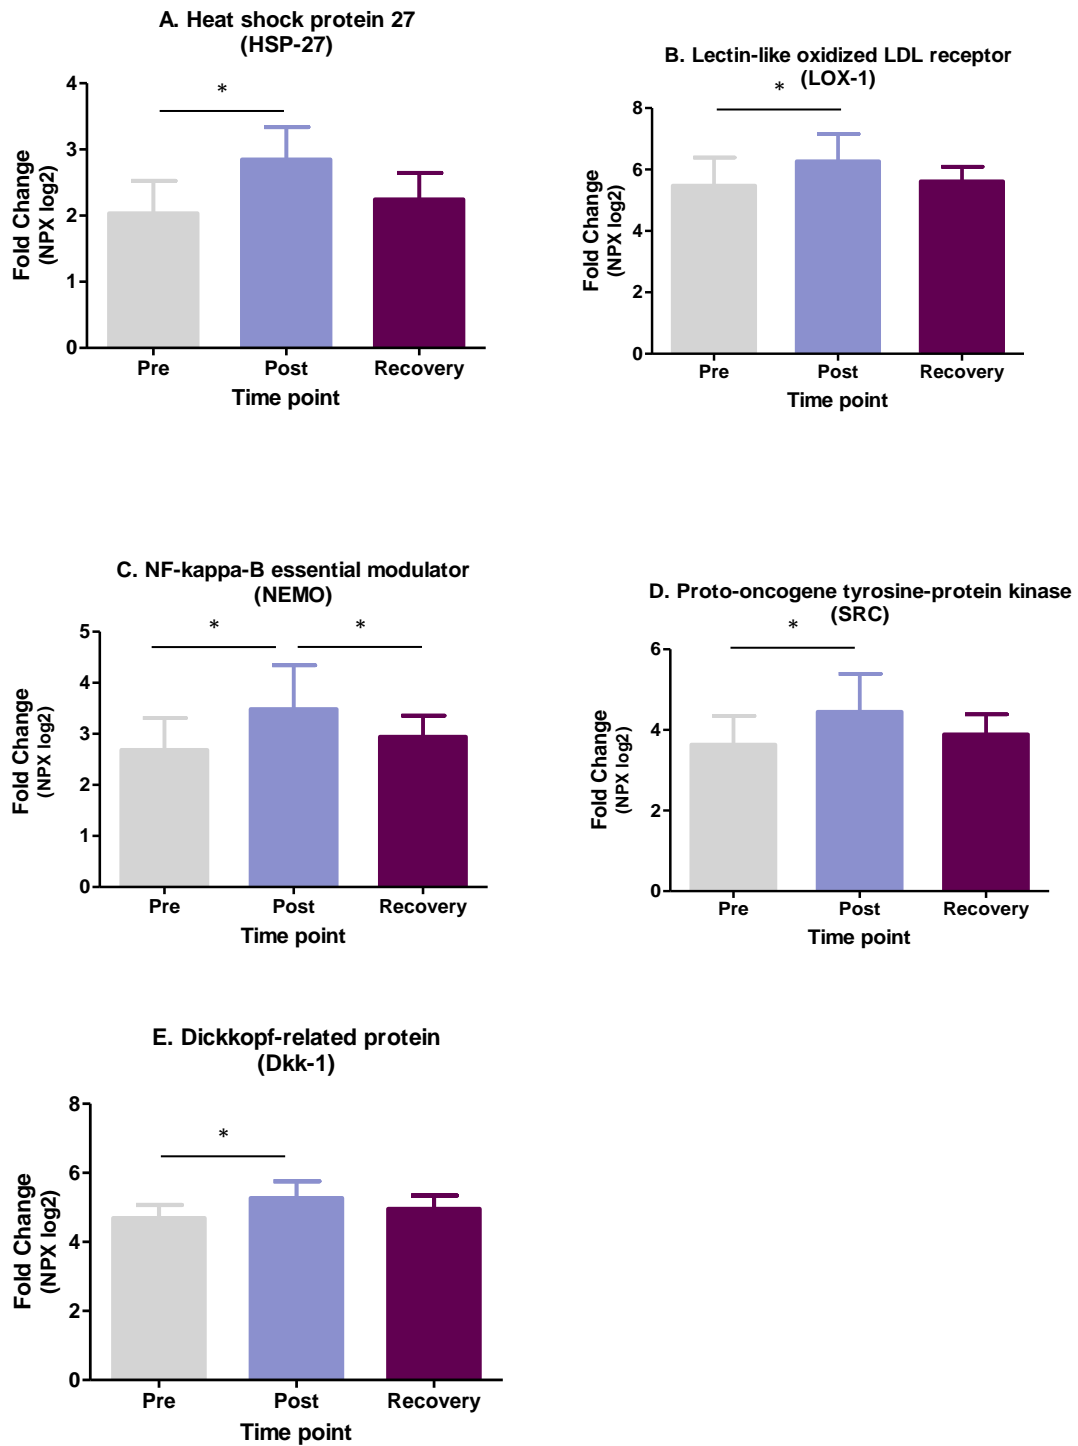 A. Heat shock protein 27
(HSP-27)
*
4
3
2
1
0
Fold Change
(NPX log2)
Pre Post Recovery
Time point
B. Lectin-like oxidized LDL receptor
(LOX-1)
*
8
6
4
2
0
Fold Change
(NPX log2)
Pre Post Recovery
Time point
C. NF-kappa-B essential modulator
(NEMO)
* *
5
4
3
2
1
0
Fold Change
(NPX log2)
Pre Post Recovery
Time point
D. Proto-oncogene tyrosine-protein kinase
(SRC)
*
6
4
2
0
Fold Change
(NPX log2)
Pre Post Recovery
Time point
E. Dickkopf-related protein
(Dkk-1)
*
8
6
4
2
0
Fold Change
(NPX log2)
Pre Post Recovery
Time point